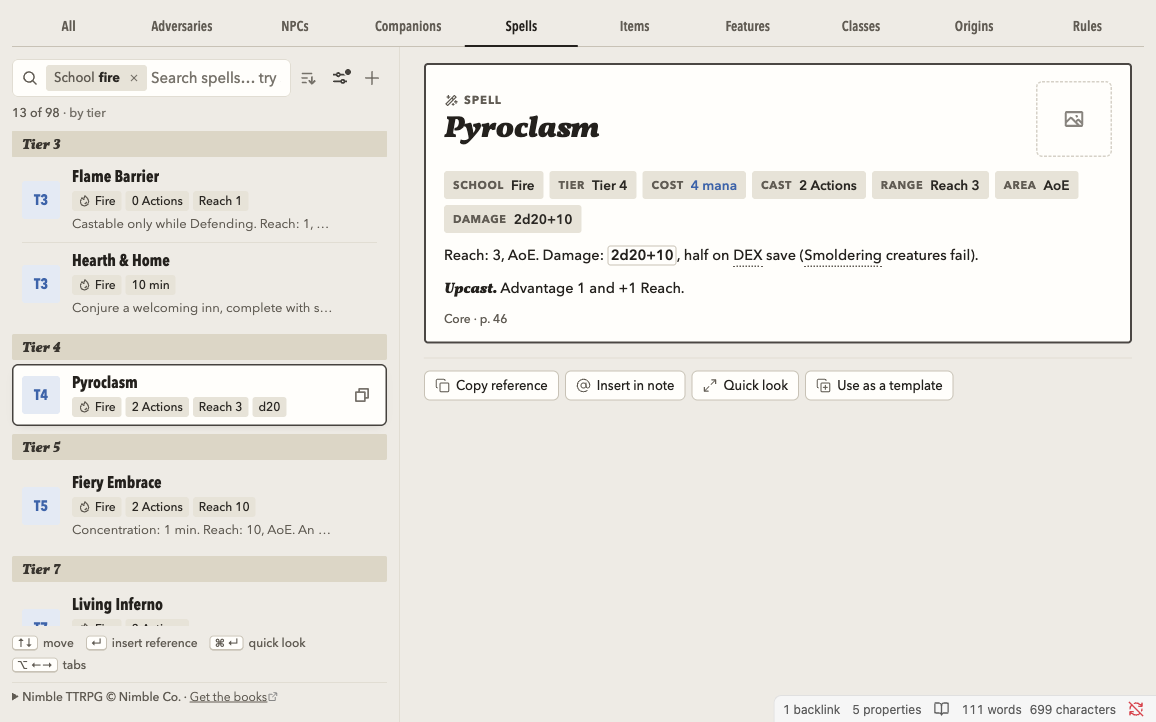 All Adversaries NPCs Companions Spells Items Features Classes Origins Rules
School fire × Search spells… try
13 of 98 · by tier
Tier 3
T3
Flame Barrier
Fire 0 Actions Reach 1
Castable only while Defending. Reach: 1, …
T3
Hearth & Home
Fire 10 min
Conjure a welcoming inn, complete with s…
Tier 4
T4
Pyroclasm
Fire 2 Actions Reach 3 d20
Tier 5
T5
Fiery Embrace
Fire 2 Actions Reach 10
Concentration: 1 min. Reach: 10, AoE. An …
Tier 7
Living Inferno
↑↓ move ↵ insert reference ⌘ ↵ quick look
⌥ ←→ tabs
Nimble TTRPG © Nimble Co. · Get the books
SPELL
Pyroclasm
SCHOOL Fire TIER Tier 4 COST 4 mana CAST 2 Actions RANGE Reach 3 AREA AoE
DAMAGE 2d20+10
Reach: 3, AoE. Damage: 2d20+10, half on DEX save (Smoldering creatures fail).
Upcast. Advantage 1 and +1 Reach.
Core · p. 46
Copy reference Insert in note Quick look Use as a template
1 backlink 5 properties 111 words 699 characters